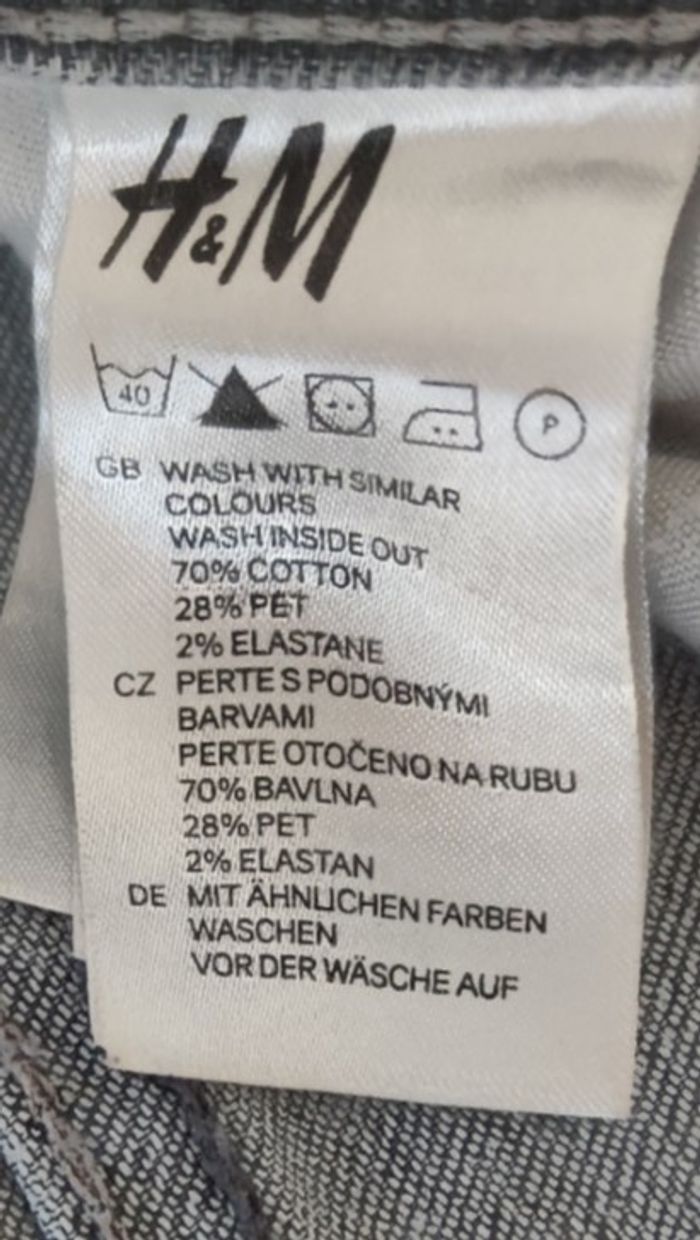 H&M
40
P
GB WASH WITH SIMILAR
COLOURS
WASH INSIDE OUT
70% COTTON
28% PET
2% ELASTANE
CZ PERTE S PODOBNÝMI
BARVAMI
PERTE OTOČENO NA RUBU
70% BAVLNA
28% PET
2% ELASTAN
DE MIT ÄHNLICHEN FARBEN
WASCHEN
VOR DER WÄSCHE AUF